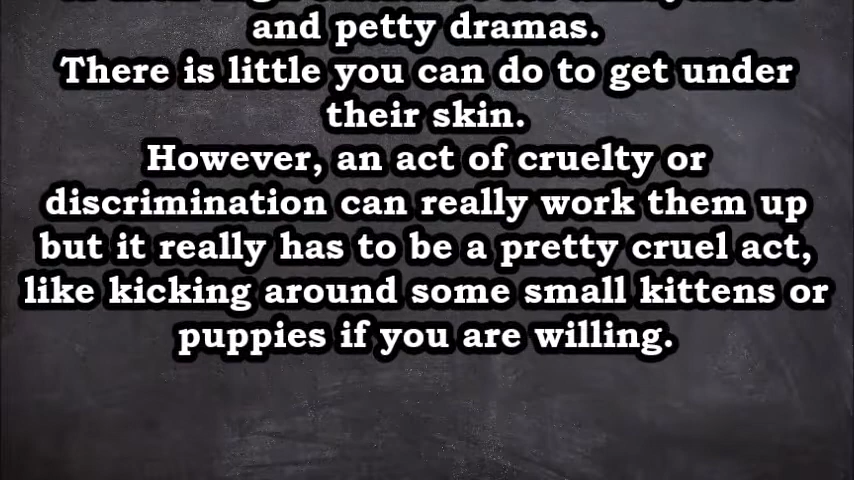 and petty dramas.
There is little you can do to get under
their skin.
However, an act of cruelty or
discrimination can really work them up
but it really has to be a pretty cruel act,
like kicking around some small kittens or
puppies if you are willing.